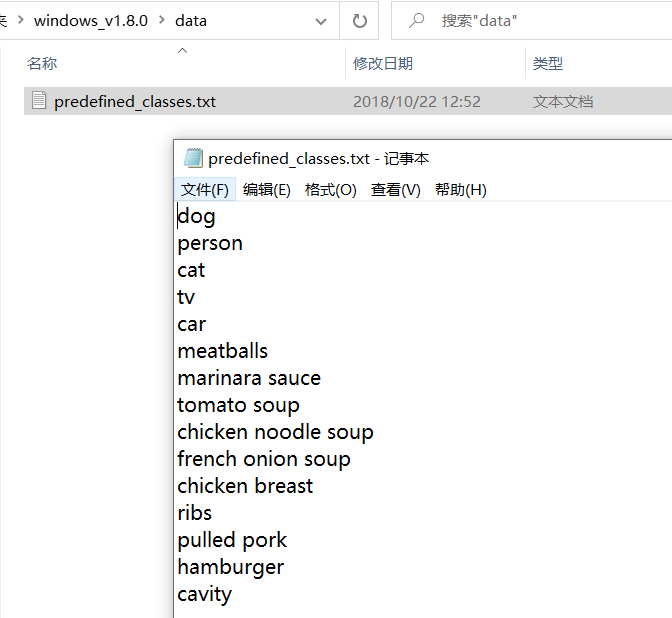 windows_v1.8.0 > data 搜索"data"
名称 修改日期 类型
predefined_classes.txt 2018/10/22 12:52 文本文档
predefined_classes.txt - 记事本
文件(F) 编辑(E) 格式(O) 查看(V) 帮助(H)
dog
person
cat
tv
car
meatballs
marinara sauce
tomato soup
chicken noodle soup
french onion soup
chicken breast
ribs
pulled pork
hamburger
cavity